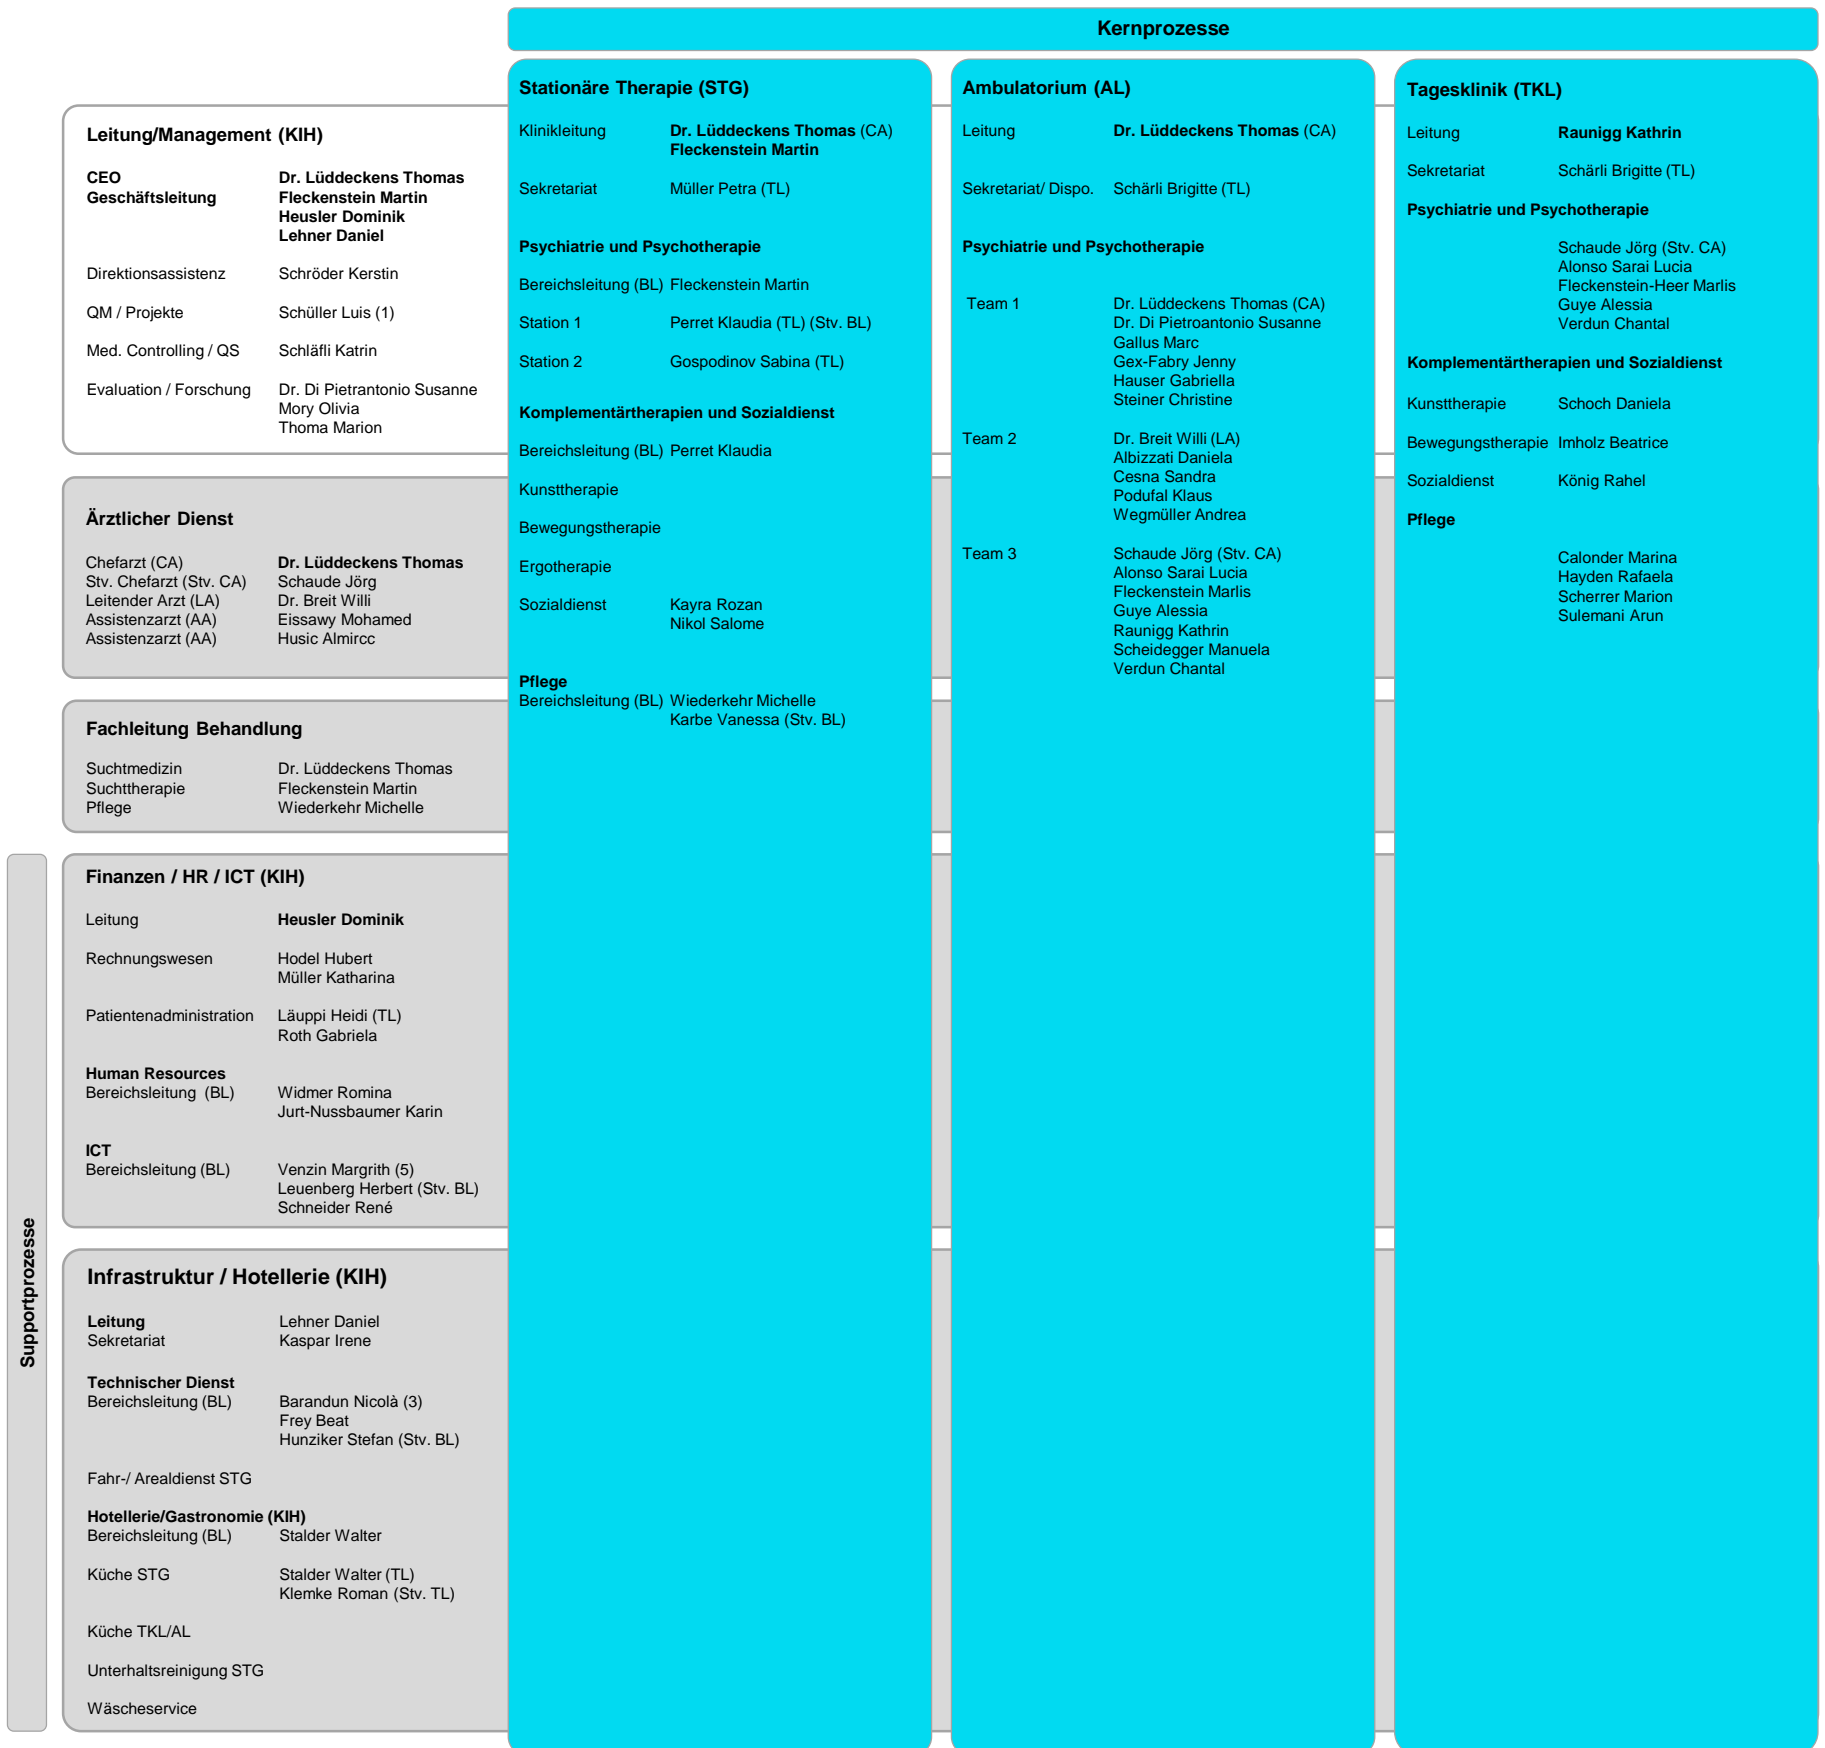 Kernprozesse
Leitung/Management (KIH)
CEO Dr. Lüddeckens Thomas
Geschäftsleitung Fleckenstein Martin
Heusler Dominik
Lehner Daniel
Direktionsassistenz Schröder Kerstin
QM / Projekte Schüller Luis (1)
Med. Controlling / QS Schläfli Katrin
Evaluation / Forschung Dr. Di Pietrantonio Susanne
Mory Olivia
Thoma Marion
Ärztlicher Dienst
Chefarzt (CA) Dr. Lüddeckens Thomas
Stv. Chefarzt (Stv. CA) Schaude Jörg
Leitender Arzt (LA) Dr. Breit Willi
Assistenzarzt (AA) Eissawy Mohamed
Assistenzarzt (AA) Husic Almircc
Fachleitung Behandlung
Suchtmedizin Dr. Lüddeckens Thomas
Suchttherapie Fleckenstein Martin
Pflege Wiederkehr Michelle
Supportprozesse
Finanzen / HR / ICT (KIH)
Leitung Heusler Dominik
Rechnungswesen Hodel Hubert
Müller Katharina
Patientenadministration Läuppi Heidi (TL)
Roth Gabriela
Human Resources
Bereichsleitung (BL) Widmer Romina
Jurt-Nussbaumer Karin
ICT
Bereichsleitung (BL) Venzin Margrith (5)
Leuenberg Herbert (Stv. BL)
Schneider René
Infrastruktur / Hotellerie (KIH)
Leitung Lehner Daniel
Sekretariat Kaspar Irene
Technischer Dienst
Bereichsleitung (BL) Barandun Nicolà (3)
Frey Beat
Hunziker Stefan (Stv. BL)
Fahr-/ Arealdienst STG
Hotellerie/Gastronomie (KIH)
Bereichsleitung (BL) Stalder Walter
Küche STG Stalder Walter (TL)
Klemke Roman (Stv. TL)
Küche TKL/AL
Unterhaltsreinigung STG
Wäscheservice
Stationäre Therapie (STG)
Klinikleitung Dr. Lüddeckens Thomas (CA)
Fleckenstein Martin
Sekretariat Müller Petra (TL)
Psychiatrie und Psychotherapie
Bereichsleitung (BL) Fleckenstein Martin
Station 1 Perret Klaudia (TL) (Stv. BL)
Station 2 Gospodinov Sabina (TL)
Komplementärtherapien und Sozialdienst
Bereichsleitung (BL) Perret Klaudia
Kunsttherapie
Bewegungstherapie
Ergotherapie
Sozialdienst Kayra Rozan
Nikol Salome
Pflege
Bereichsleitung (BL) Wiederkehr Michelle
Karbe Vanessa (Stv. BL)
Ambulatorium (AL)
Leitung Dr. Lüddeckens Thomas (CA)
Sekretariat/ Dispo. Schärli Brigitte (TL)
Psychiatrie und Psychotherapie
Team 1 Dr. Lüddeckens Thomas (CA)
Dr. Di Pietroantonio Susanne
Gallus Marc
Gex-Fabry Jenny
Hauser Gabriella
Steiner Christine
Team 2 Dr. Breit Willi (LA)
Albizzati Daniela
Cesna Sandra
Podufal Klaus
Wegmüller Andrea
Team 3 Schaude Jörg (Stv. CA)
Alonso Sarai Lucia
Fleckenstein Marlis
Guye Alessia
Raunigg Kathrin
Scheidegger Manuela
Verdun Chantal
Tagesklinik (TKL)
Leitung Raunigg Kathrin
Sekretariat Schärli Brigitte (TL)
Psychiatrie und Psychotherapie
Schaude Jörg (Stv. CA)
Alonso Sarai Lucia
Fleckenstein-Heer Marlis
Guye Alessia
Verdun Chantal
Komplementärtherapien und Sozialdienst
Kunsttherapie Schoch Daniela
Bewegungstherapie Imholz Beatrice
Sozialdienst König Rahel
Pflege
Calonder Marina
Hayden Rafaela
Scherrer Marion
Sulemani Arun